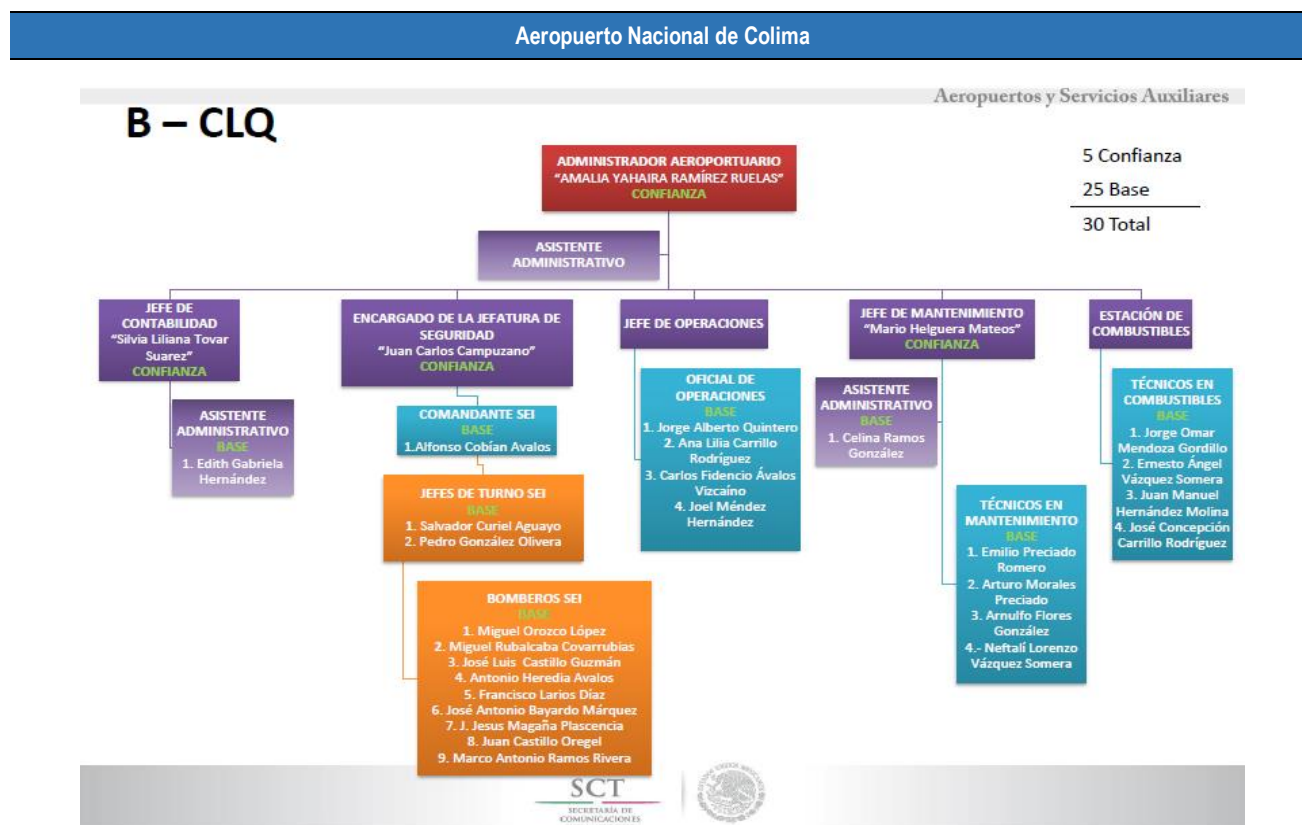 Aeropuerto Nacional de Colima
Aeropuertos y Servicios Auxiliares
B – CLQ
5 Confianza
25 Base
30 Total
ADMINISTRADOR AEROPORTUARIO
“AMALIA YAHAIRA RAMÍREZ RUELAS”
CONFIANZA
ASISTENTE
ADMINISTRATIVO
JEFE DE
CONTABILIDAD
“Silvia Liliana Tovar
Suarez”
CONFIANZA
ASISTENTE
ADMINISTRATIVO
BASE
1. Edith Gabriela
Hernández
ENCARGADO DE LA JEFATURA DE
SEGURIDAD
“Juan Carlos Campuzano”
CONFIANZA
COMANDANTE SEI
BASE
1.Alfonso Cobían Avalos
JEFES DE TURNO SEI
BASE
1. Salvador Curiel Aguayo
2. Pedro González Olivera
BOMBEROS SEI
BASE
1. Miguel Orozco López
2. Miguel Rubalcaba Covarrubias
3. José Luis Castillo Guzmán
4. Antonio Heredia Avalos
5. Francisco Larios Díaz
6. José Antonio Bayardo Márquez
7. J. Jesus Magaña Plascencia
8. Juan Castillo Oregel
9. Marco Antonio Ramos Rivera
JEFE DE OPERACIONES
OFICIAL DE
OPERACIONES
BASE
1. Jorge Alberto Quintero
2. Ana Lilia Carrillo
Rodríguez
3. Carlos Fidencio Ávalos
Vizcaíno
4. Joel Méndez
Hernández
JEFE DE MANTENIMIENTO
“Mario Helguera Mateos”
CONFIANZA
ASISTENTE
ADMINISTRATIVO
BASE
1. Celina Ramos
González
TÉCNICOS EN
MANTENIMIENTO
BASE
1. Emilio Preciado
Romero
2. Arturo Morales
Preciado
3. Arnulfo Flores
González
4.- Neftalí Lorenzo
Vázquez Somera
ESTACIÓN DE
COMBUSTIBLES
TÉCNICOS EN
COMBUSTIBLES
BASE
1. Jorge Omar
Mendoza Gordillo
2. Ernesto Ángel
Vázquez Somera
3. Juan Manuel
Hernández Molina
4. José Concepción
Carrillo Rodríguez
SCT
SECRETARÍA DE
COMUNICACIONES